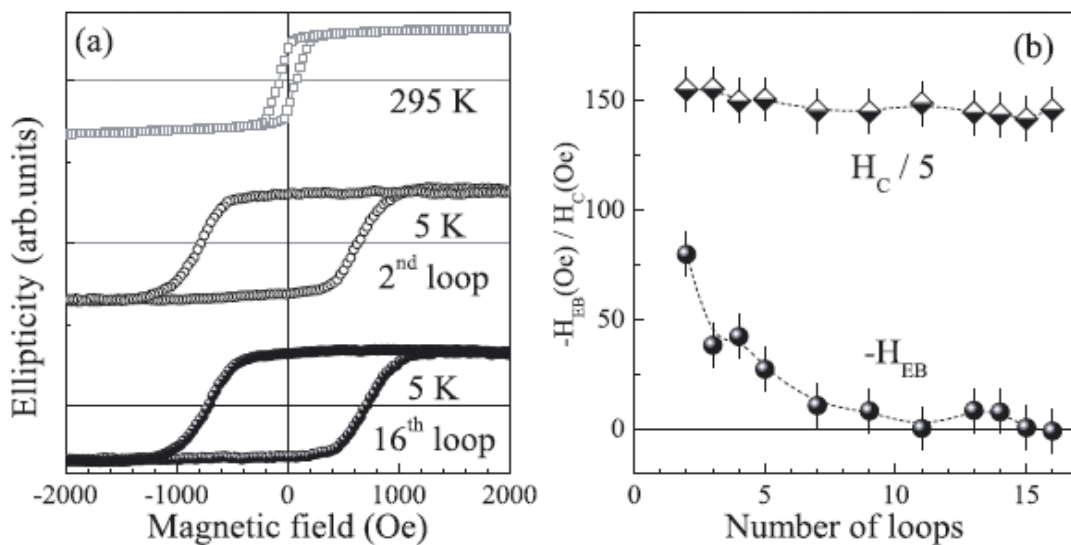 (a)
295 K
5 K
2nd loop
5 K
16th loop
Ellipticity (arb.units)
-2000 -1000 0 1000 2000
Magnetic field (Oe)
(b)
150
100
50
0
H_C / 5
-H_EB
-H_EB(Oe) / H_C(Oe)
0 5 10 15
Number of loops